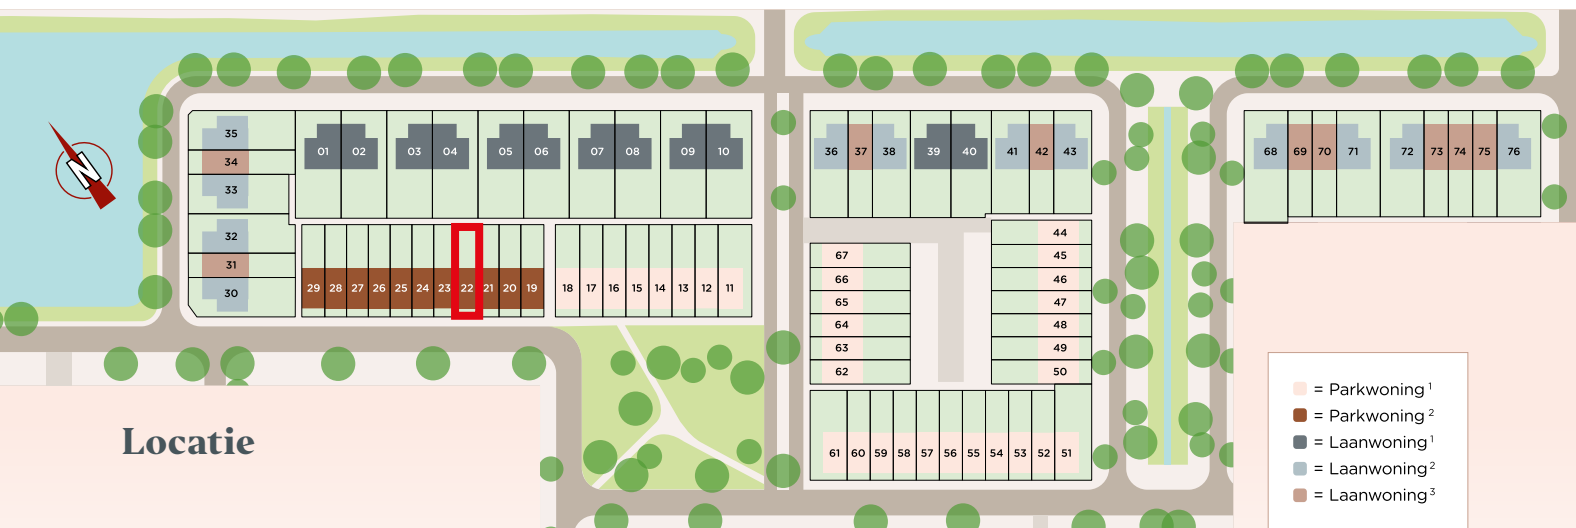 35
34
33
32
31
30
N
01 02 03 04 05 06 07 08 09 10
29 28 27 26 25 24 23 22 21 20 19 18 17 16 15 14 13 12 11
36 37 38 39 40 41 42 43
44
45
46
47
48
49
50
67
66
65
64
63
62
61 60 59 58 57 56 55 54 53 52 51
68 69 70 71 72 73 74 75 76
Locatie
= Parkwoning 1
= Parkwoning 2
= Laanwoning 1
= Laanwoning 2
= Laanwoning 3